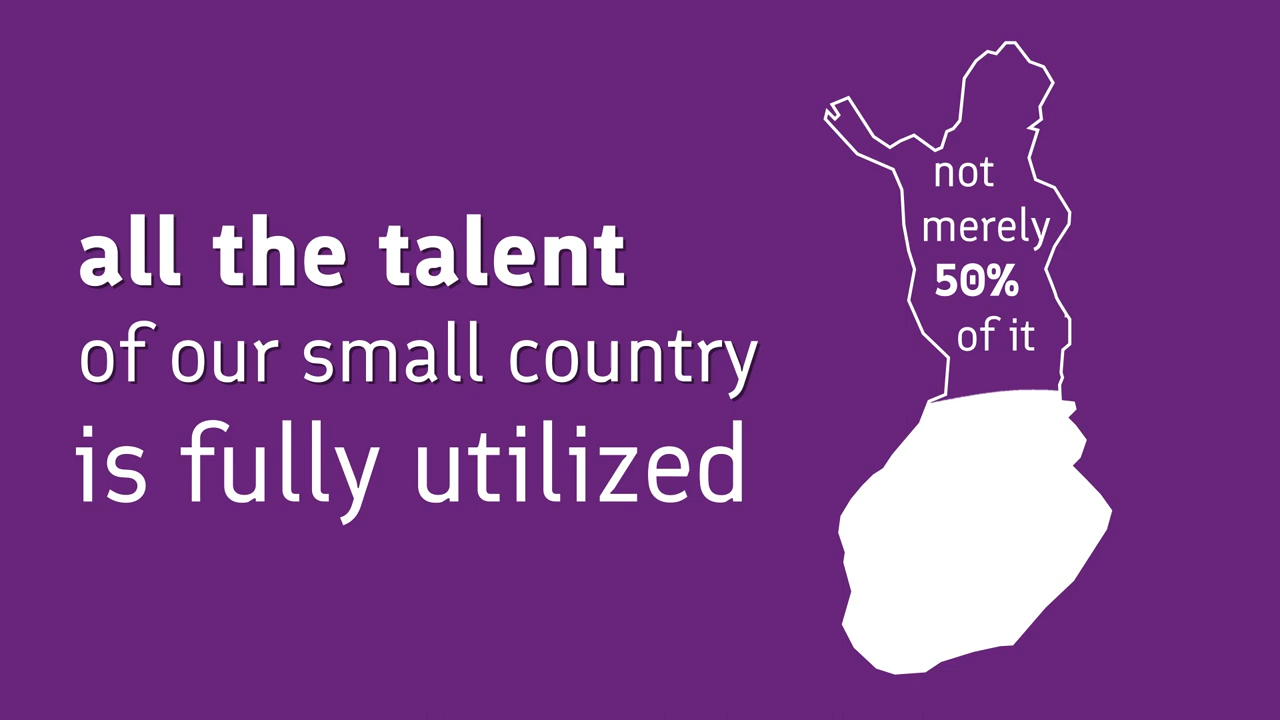 all the talent
of our small country
is fully utilized
not
merely
50%
of it